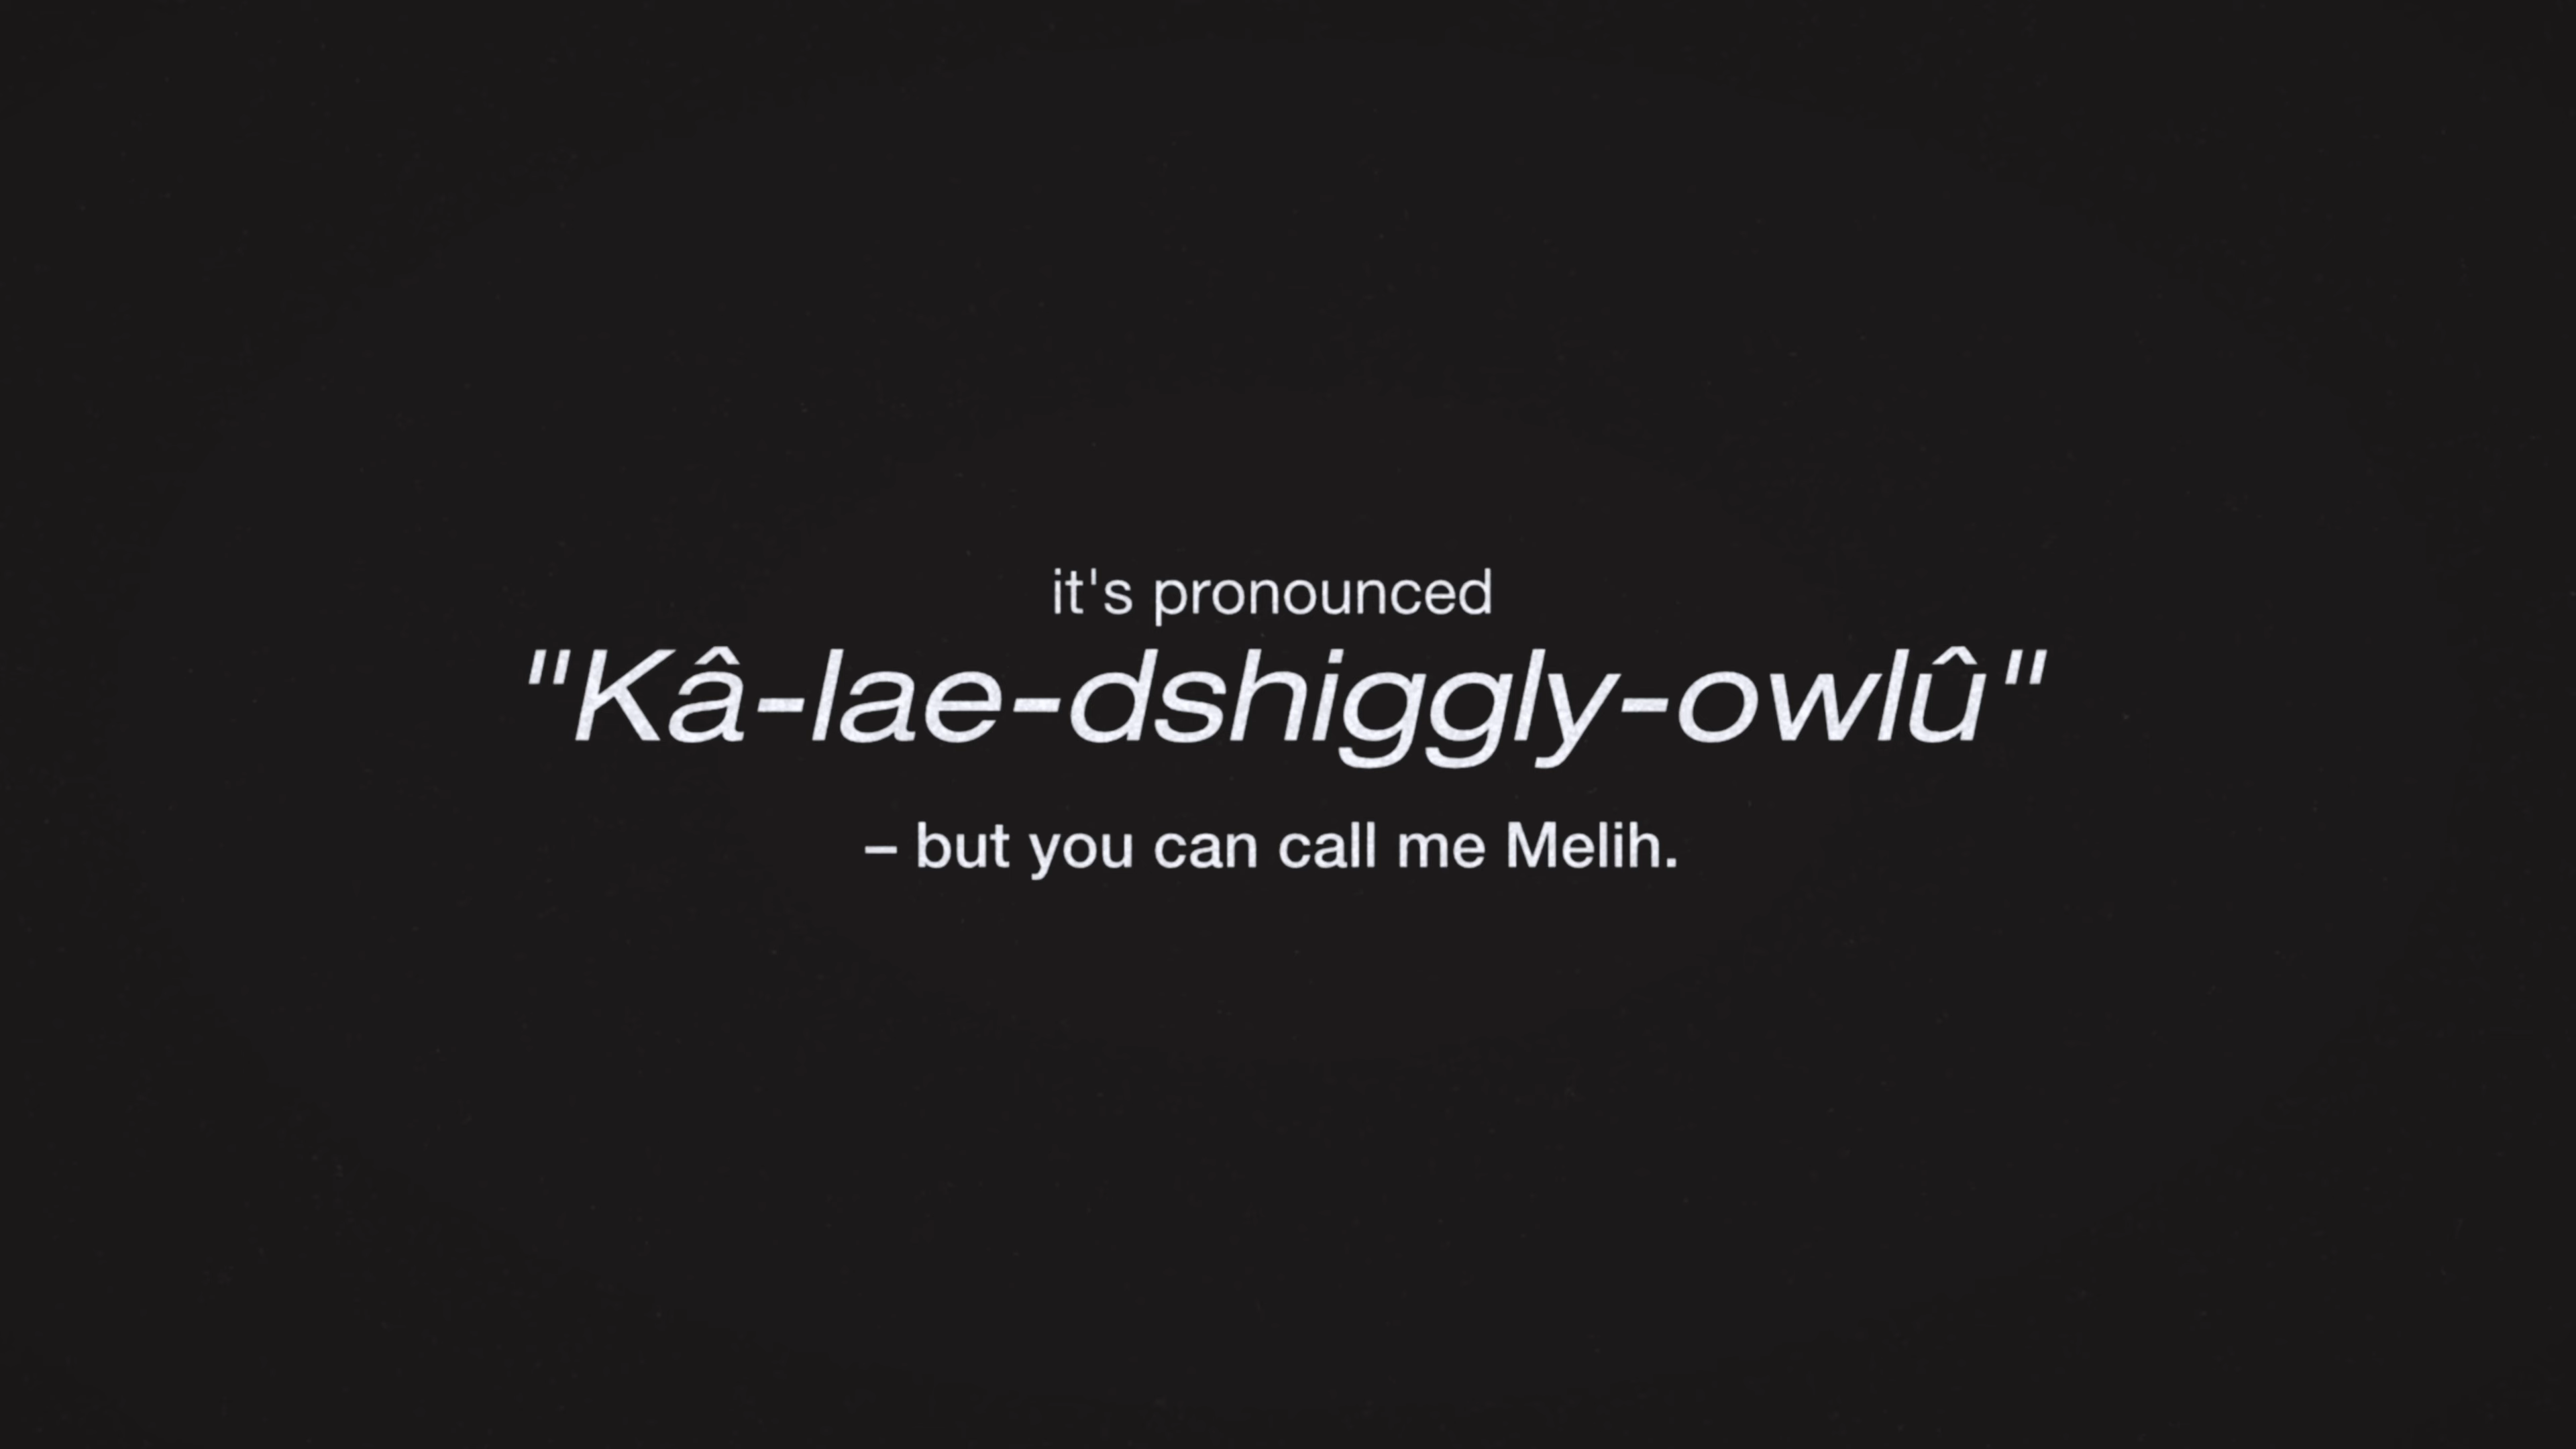 it's pronounced
"Kâ-lae-dshiggly-owlû"
– but you can call me Melih.